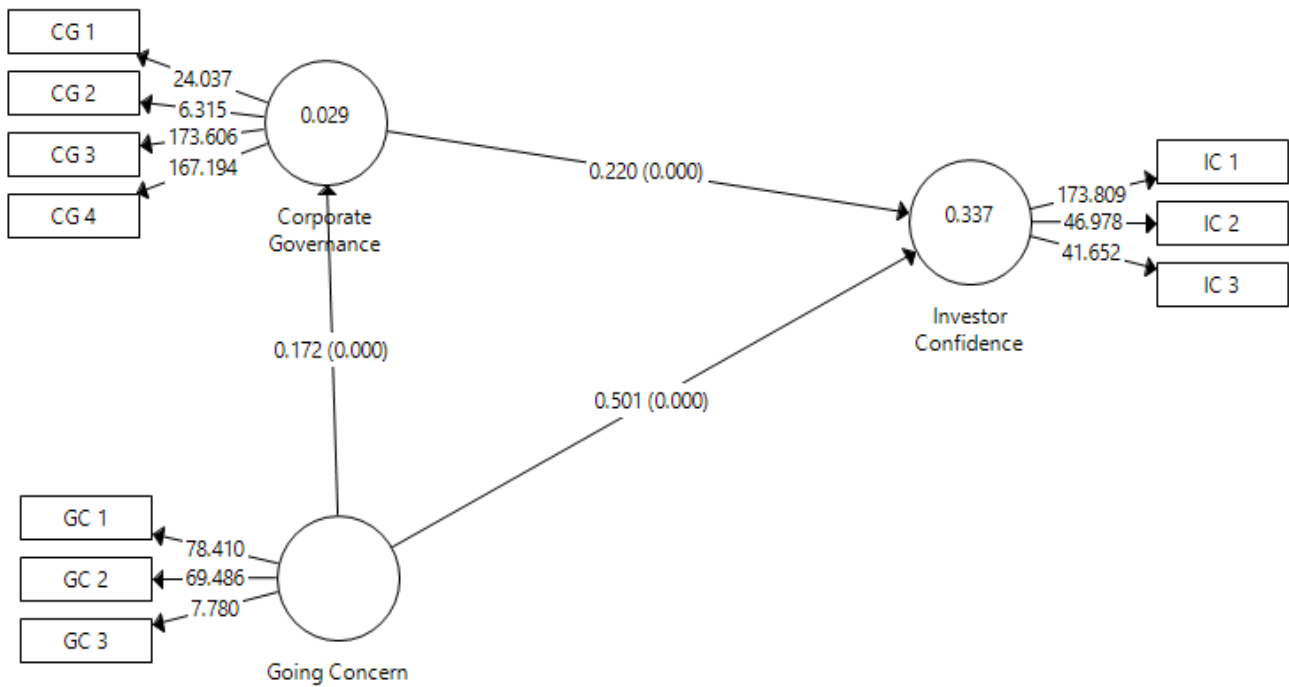 CG 1
CG 2
CG 3
CG 4
24.037
6.315
173.606
167.194
0.029
Corporate
Governance
0.220 (0.000)
0.337
Investor
Confidence
173.809
46.978
41.652
IC 1
IC 2
IC 3
0.172 (0.000)
0.501 (0.000)
GC 1
GC 2
GC 3
78.410
69.486
7.780
Going Concern